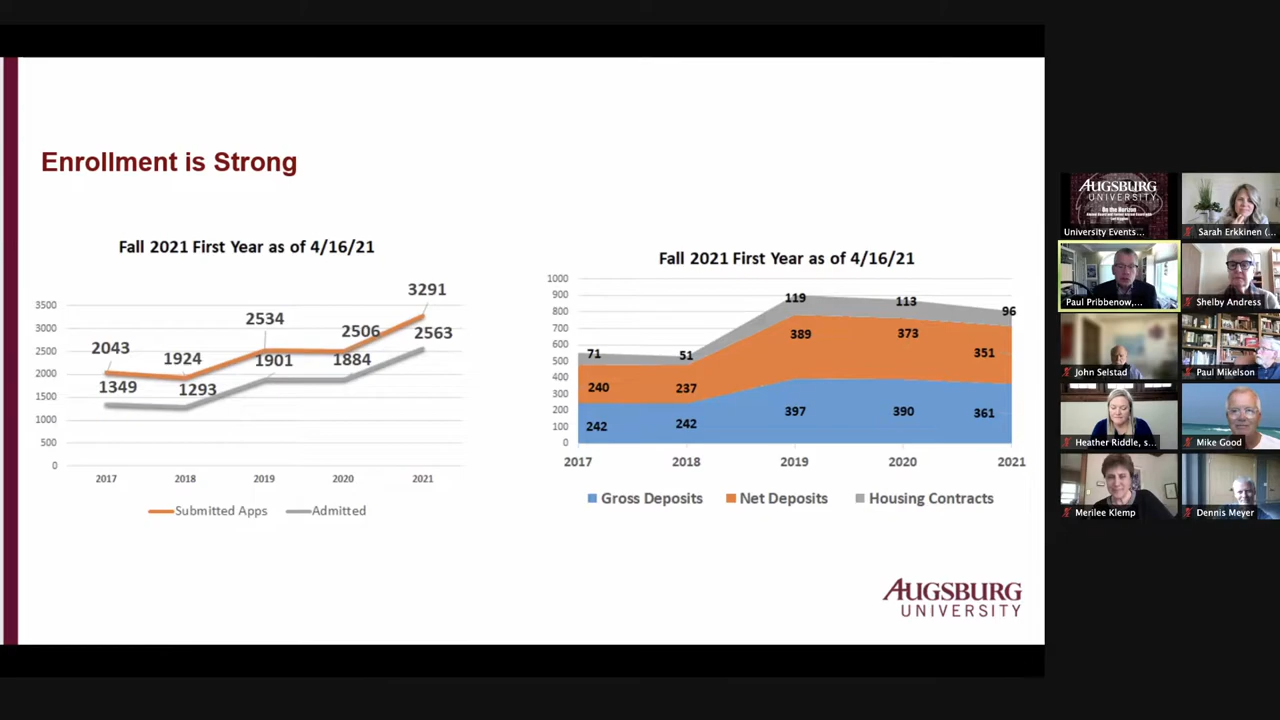 Enrollment is Strong
Fall 2021 First Year as of 4/16/21
3500
3000
2500
2000
1500
1000
500
0
2043
1924
2534
2506
3291
1349
1293
1901
1884
2563
2017 2018 2019 2020 2021
Submitted Apps Admitted
Fall 2021 First Year as of 4/16/21
1000
900
800
700
600
500
400
300
200
100
0
71 51 119 113 96
240 237 389 373 351
242 242 397 390 361
2017 2018 2019 2020 2021
Gross Deposits Net Deposits Housing Contracts
AUGSBURG
UNIVERSITY
AUGSBURG
UNIVERSITY
On the Horizon
University Events...
Sarah Erkkinen (...
Paul Pribbenow,...
Shelby Andress
John Selstad
Paul Mikelson
Heather Riddle, s...
Mike Good
Merilee Klemp
Dennis Meyer